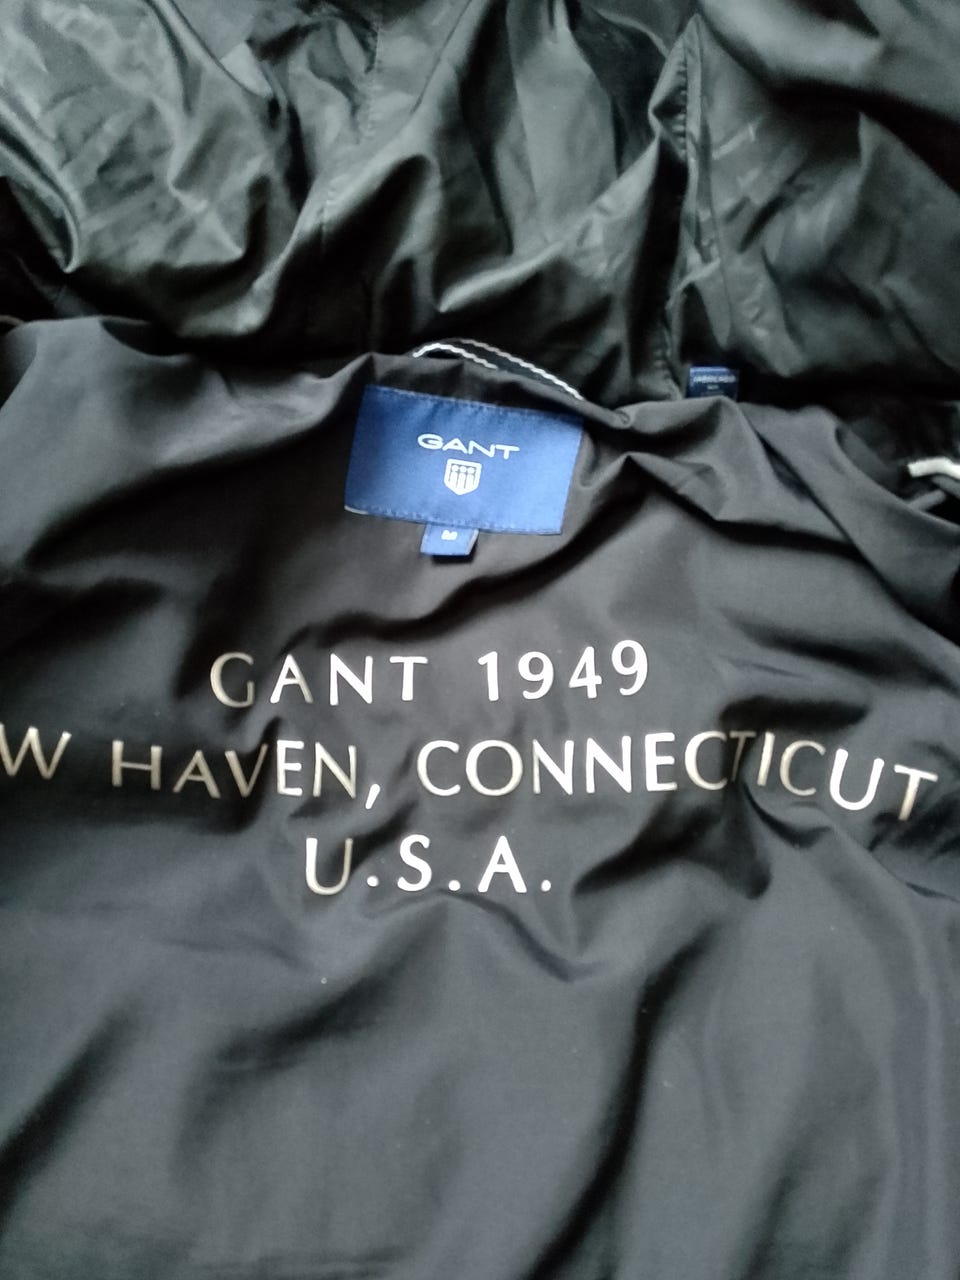 GANT
M
GANT 1949
W HAVEN, CONNECTICUT
U.S.A.